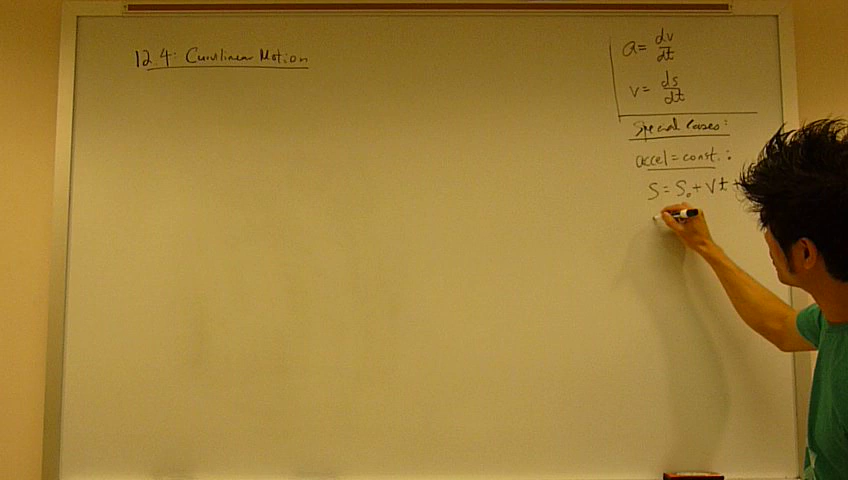 12.4: Curvilinear Motion
a = dv/dt
v = ds/dt
Special Cases:
accel = const.:
S = S₀ + Vt +